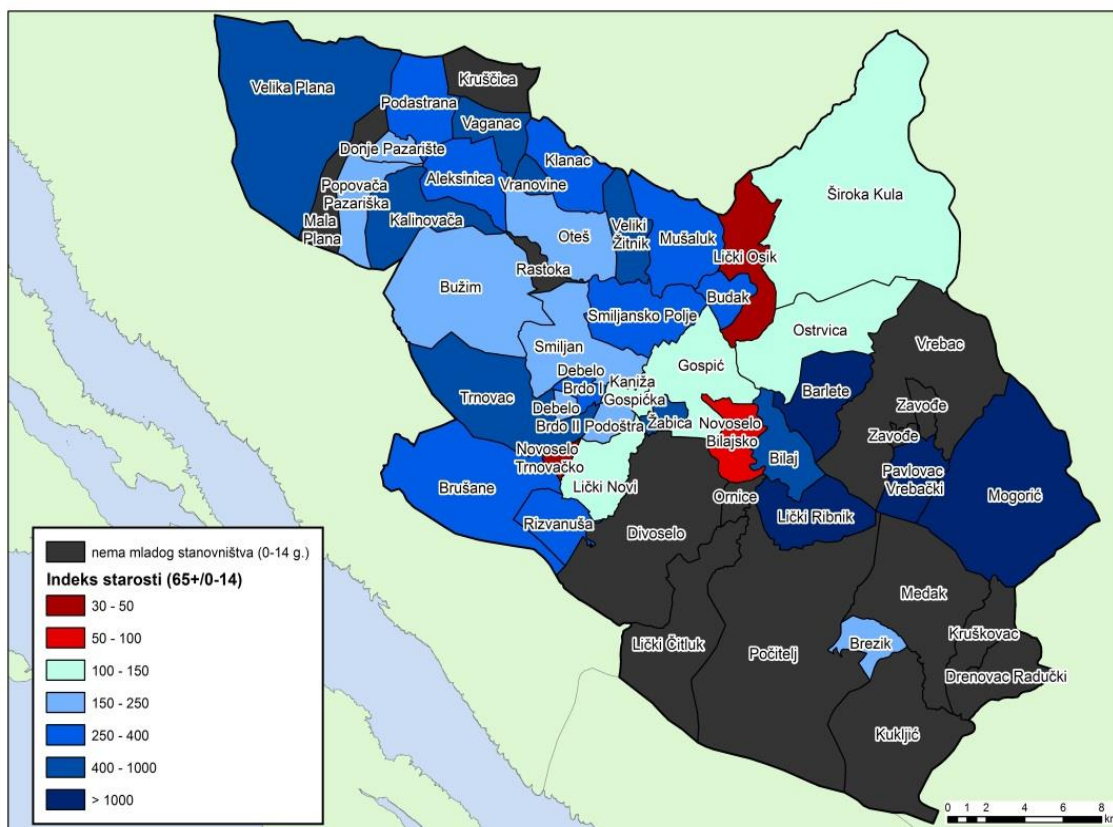 Kruščica
Velika Plana
Podastrana
Vaganac
Donje Pazarište
Klanac
Aleksinica
Vranovine
Popovača
Pazariška
Kalinovača
Mala
Plana
Široka Kula
Veliki
Žitnik
Oteš
Mušaluk
Lički Osik
Rastoka
Bužim
Budak
Smiljansko Polje
Ostrvica
Vrebac
Smiljan
Gospić
Debelo
Brdo I
Kaniža
Gospićka
Barlete
Trnovac
Zavođe
Debelo
Brdo II
Podoštra
Žabica
Novoselo
Bilajsko
Zavođe
Bilaj
Novoselo
Trnovačko
Pavlovac
Vrebački
Brušane
Lički Novi
Ornice
Mogorić
Lički Ribnik
Rizvanuša
Divoselo
Medak
Kruškovac
Lički Čitluk
Počitelj
Brezik
Drenovac Radučki
Kukljić
nema mladog stanovništva (0-14 g.)
Indeks starosti (65+/0-14)
30 - 50
50 - 100
100 - 150
150 - 250
250 - 400
400 - 1000
> 1000
0 1 2 4 6 8
km